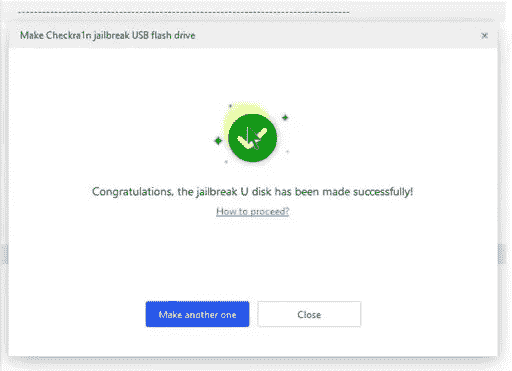 Make Checkra1n jailbreak USB flash drive
Congratulations, the jailbreak U disk has been made successfully!
How to proceed?
Make another one
Close